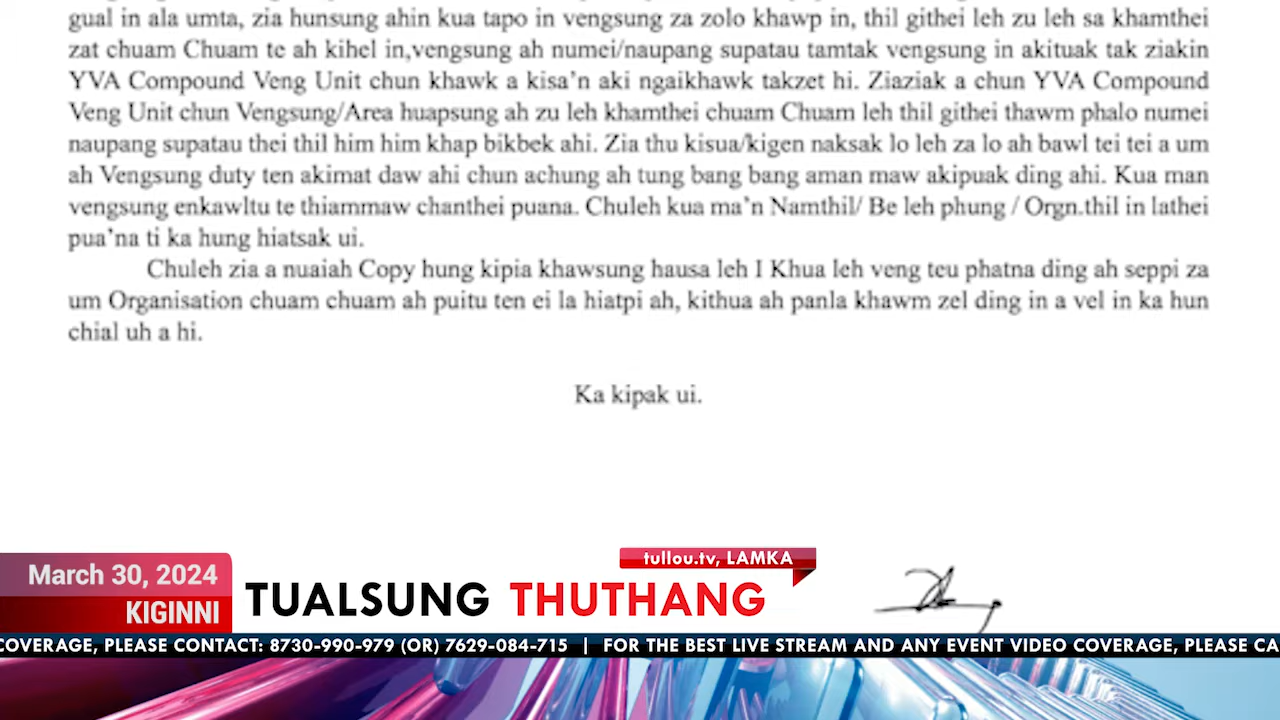 gual in ala umta, zia hunsung ahin kua tapo in vengsung za zolo khawp in, thil githei leh zu leh sa khamthei
zat chuam Chuam te ah kihel in,vengsung ah numei/naupang supatau tamtak vengsung in akituak tak ziakin
YVA Compound Veng Unit chun khawk a kisa'n aki ngaikhawk takzet hi. Ziaziak a chun YVA Compound
Veng Unit chun Vengsung/Area huapsung ah zu leh khamthei chuam Chuam leh thil githei thawm phalo numei
naupang supatau thei thil him him khap bikbek ahi. Zia thu kisua/kigen naksak lo leh za lo ah bawl tei tei a um
ah Vengsung duty ten akimat daw ahi chun achung ah tung bang bang aman maw akipuak ding ahi. Kua man
vengsung enkawltu te thiammaw chanthei puana. Chuleh kua ma'n Namthil/ Be leh phung / Orgn.thil in lathei
pua'na ti ka hung hiatsak ui.
Chuleh zia a nuaiah Copy hung kipia khawsung hausa leh I Khua leh veng teu phatna ding ah seppi za
um Organisation chuam chuam ah puitu ten ei la hiatpi ah, kithua ah panla khawm zel ding in a vel in ka hun
chial uh a hi.
Ka kipak ui.
tullou.tv, LAMKA
March 30, 2024
TUALSUNG THUTHANG
KIGINNI
COVERAGE, PLEASE CONTACT: 8730-990-979 (OR) 7629-084-715 | FOR THE BEST LIVE STREAM AND ANY EVENT VIDEO COVERAGE, PLEASE CA